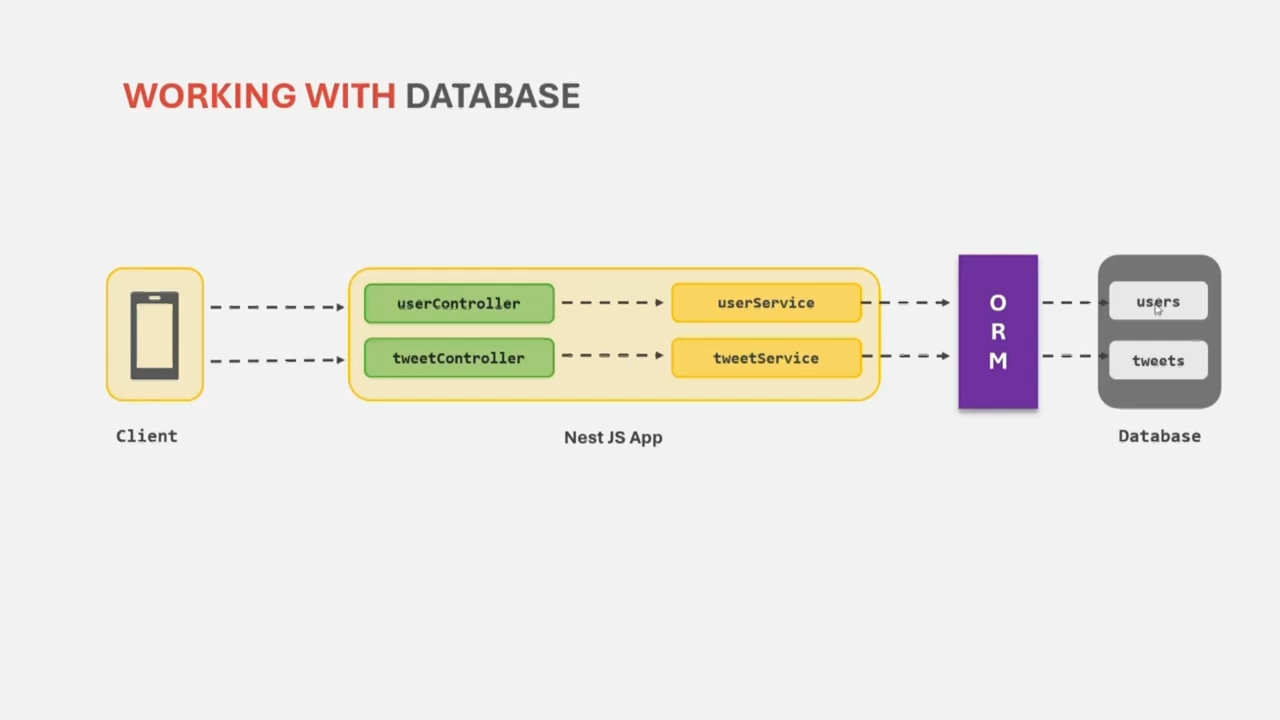 WORKING WITH DATABASE
userController
userService
tweetController
tweetService
O
R
M
users
tweets
Client
Nest JS App
Database